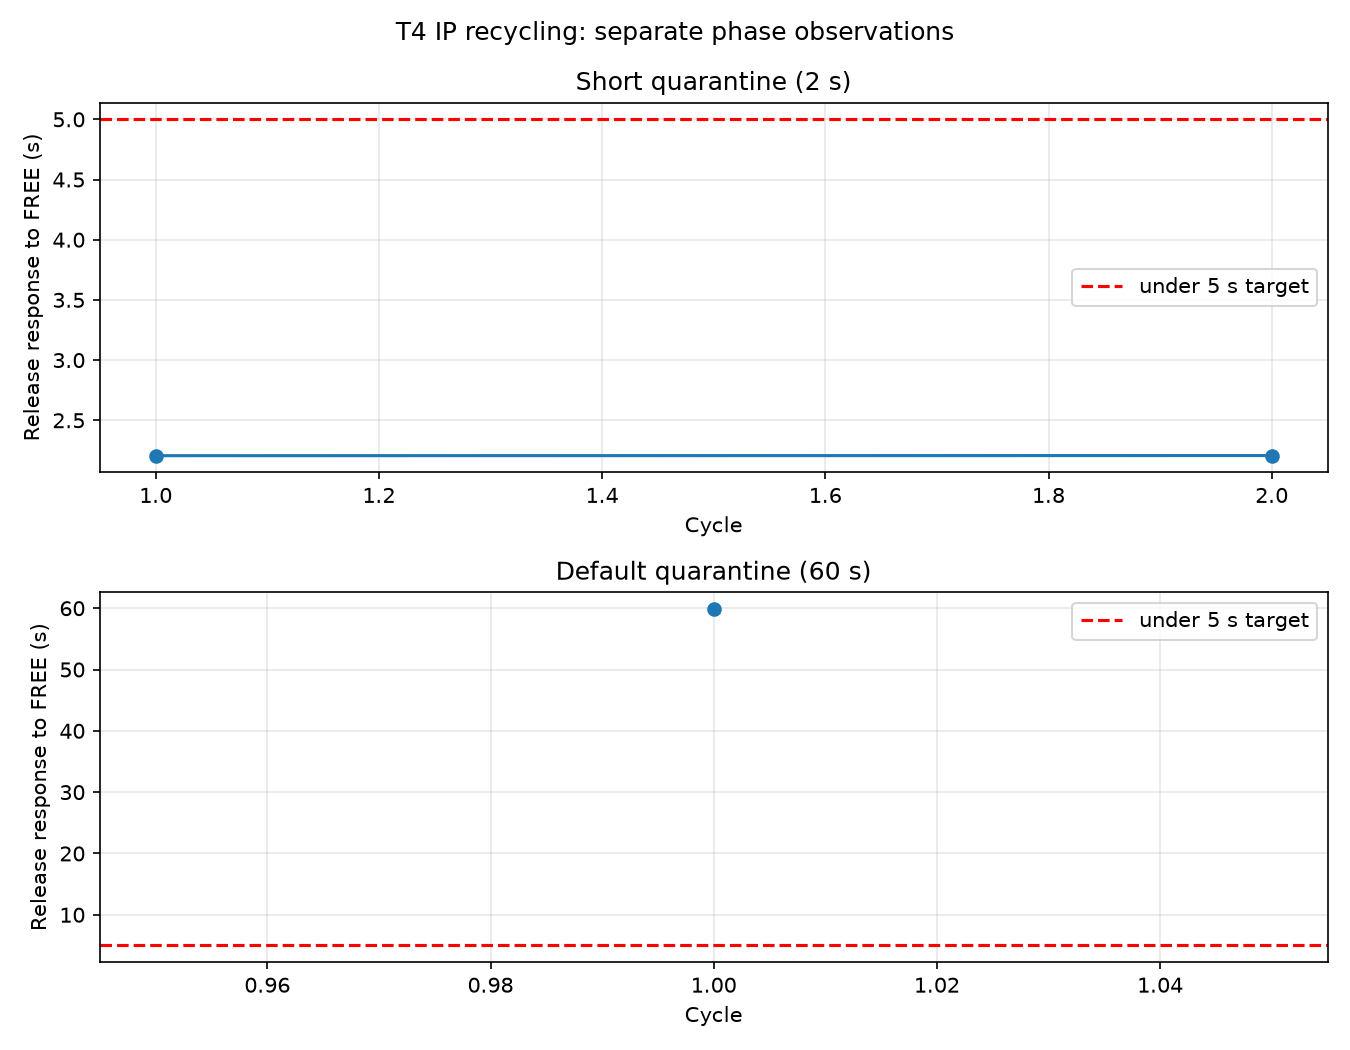 T4 IP recycling: separate phase observations
Short quarantine (2 s)
Release response to FREE (s)
5.0
4.5
4.0
3.5
3.0
2.5
under 5 s target
1.0 1.2 1.4 1.6 1.8 2.0
Cycle
Default quarantine (60 s)
Release response to FREE (s)
60
50
40
30
20
10
under 5 s target
0.96 0.98 1.00 1.02 1.04
Cycle